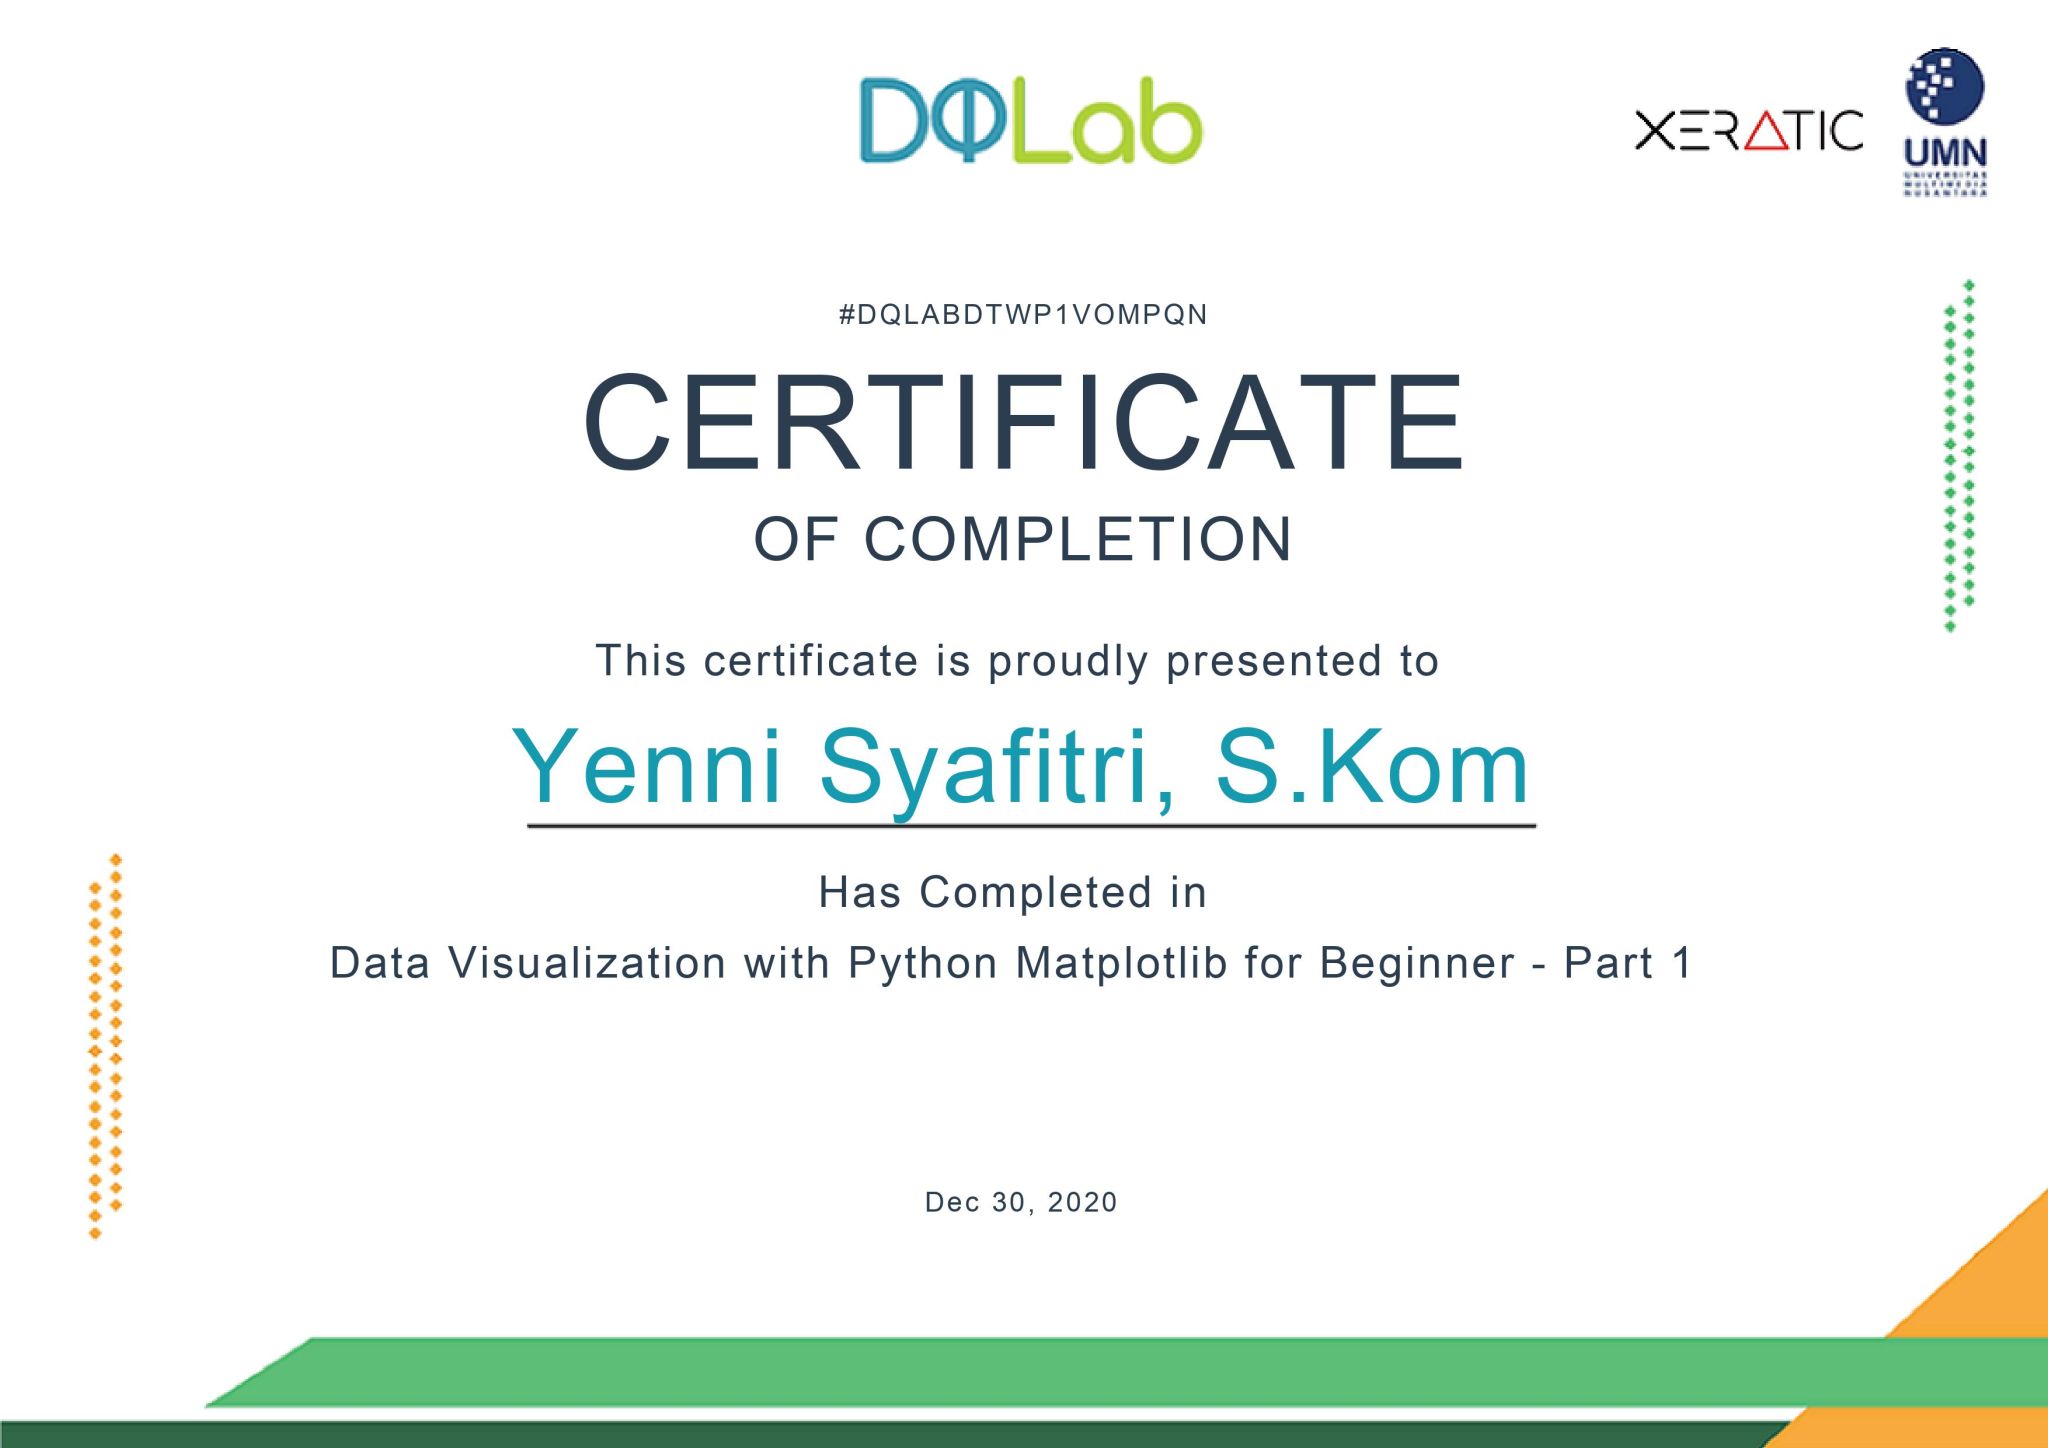 DQLab
XERATIC
UMN
UNIVERSITAS
MULTIMEDIA
NUSANTARA
#DQLABDTWP1VOMPQN
CERTIFICATE
OF COMPLETION
This certificate is proudly presented to
Yenni Syafitri, S.Kom
Has Completed in
Data Visualization with Python Matplotlib for Beginner - Part 1
Dec 30, 2020